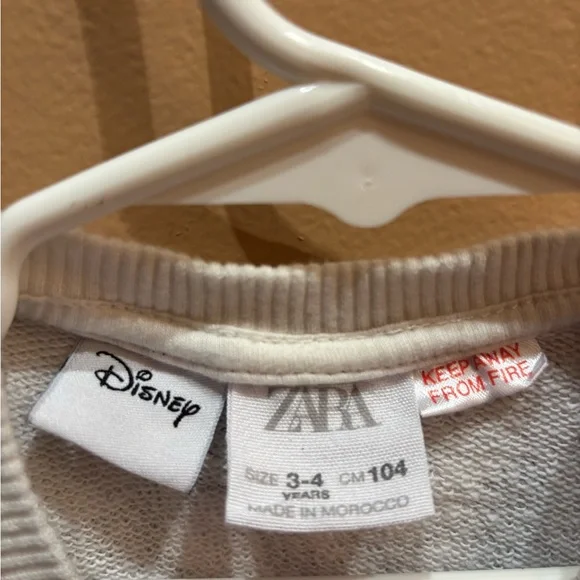 Disney
ZARA
SIZE 3-4 CM 104
YEARS
MADE IN MOROCCO
KEEP AWAY
FROM FIRE